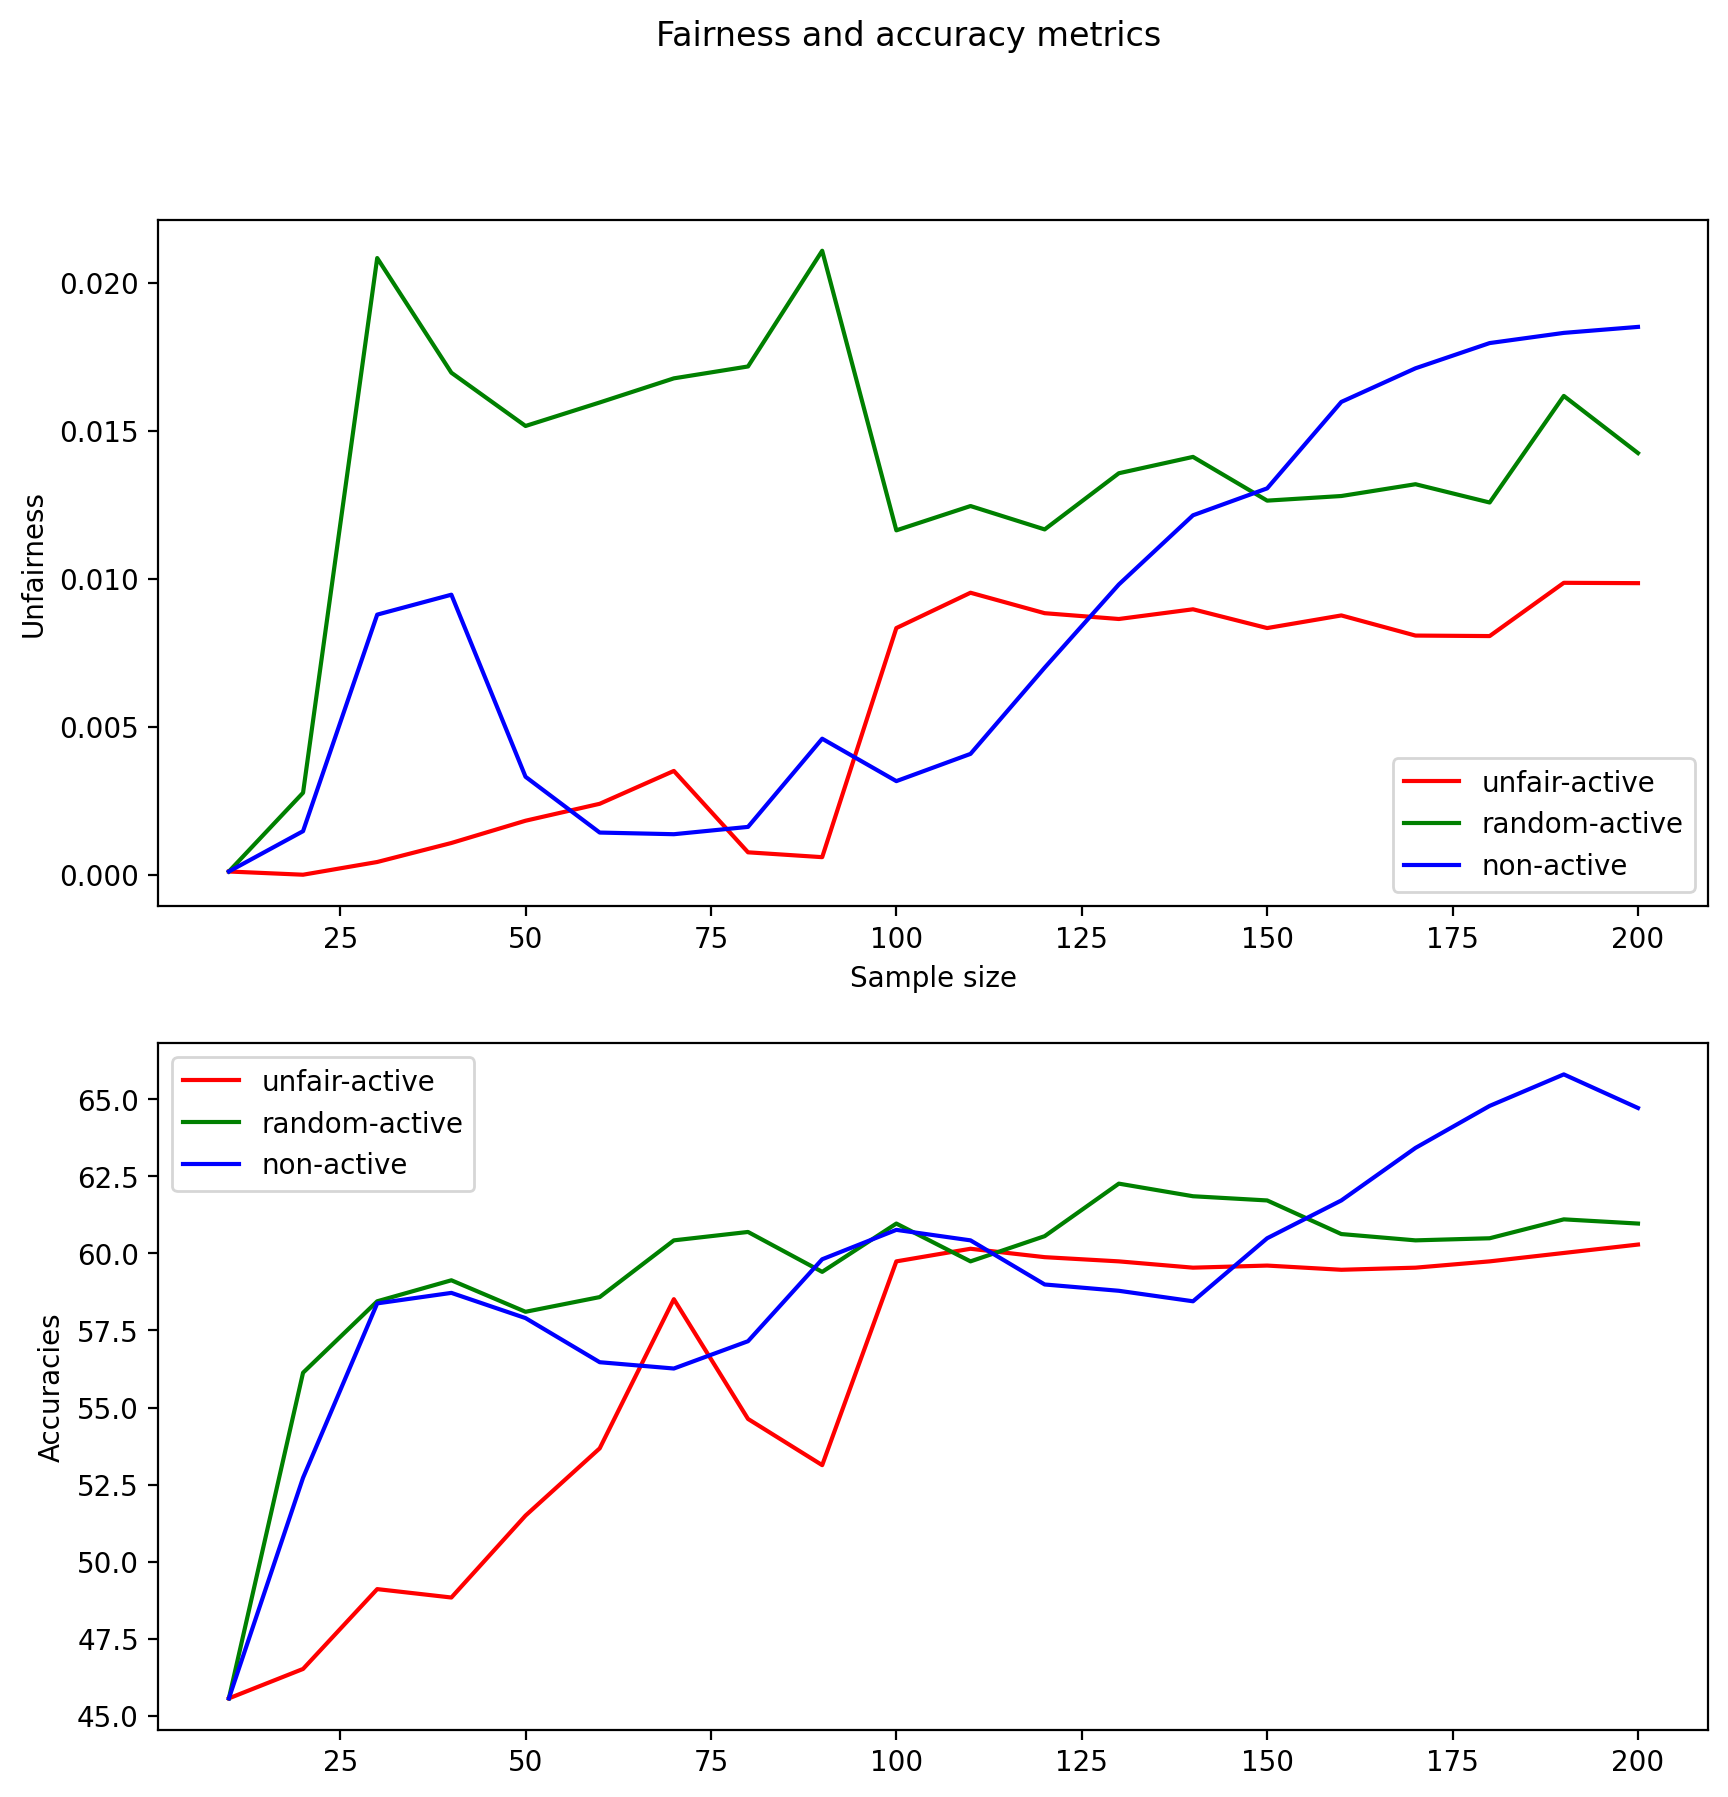 Fairness and accuracy metrics
0.020
0.015
0.010
0.005
0.000
Unfairness
unfair-active
random-active
non-active
25 50 75 100 125 150 175 200
Sample size
unfair-active
random-active
non-active
65.0
62.5
60.0
57.5
55.0
52.5
50.0
47.5
45.0
Accuracies
25 50 75 100 125 150 175 200